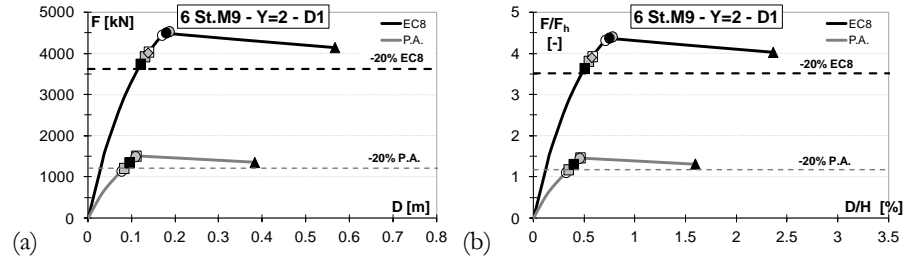 6 St.M9 - Y=2 - D1
F [kN]
EC8
P.A.
5000
4000
3000
2000
1000
0
-20% EC8
-20% P.A.
0 0.1 0.2 0.3 0.4 0.5 0.6 0.7 0.8
D [m]
(a)
6 St.M9 - Y=2 - D1
F/Fh
[-]
EC8
P.A.
5
4
3
2
1
0
-20% EC8
-20% P.A.
0 0.5 1 1.5 2 2.5 3
D/H [%]
(b)